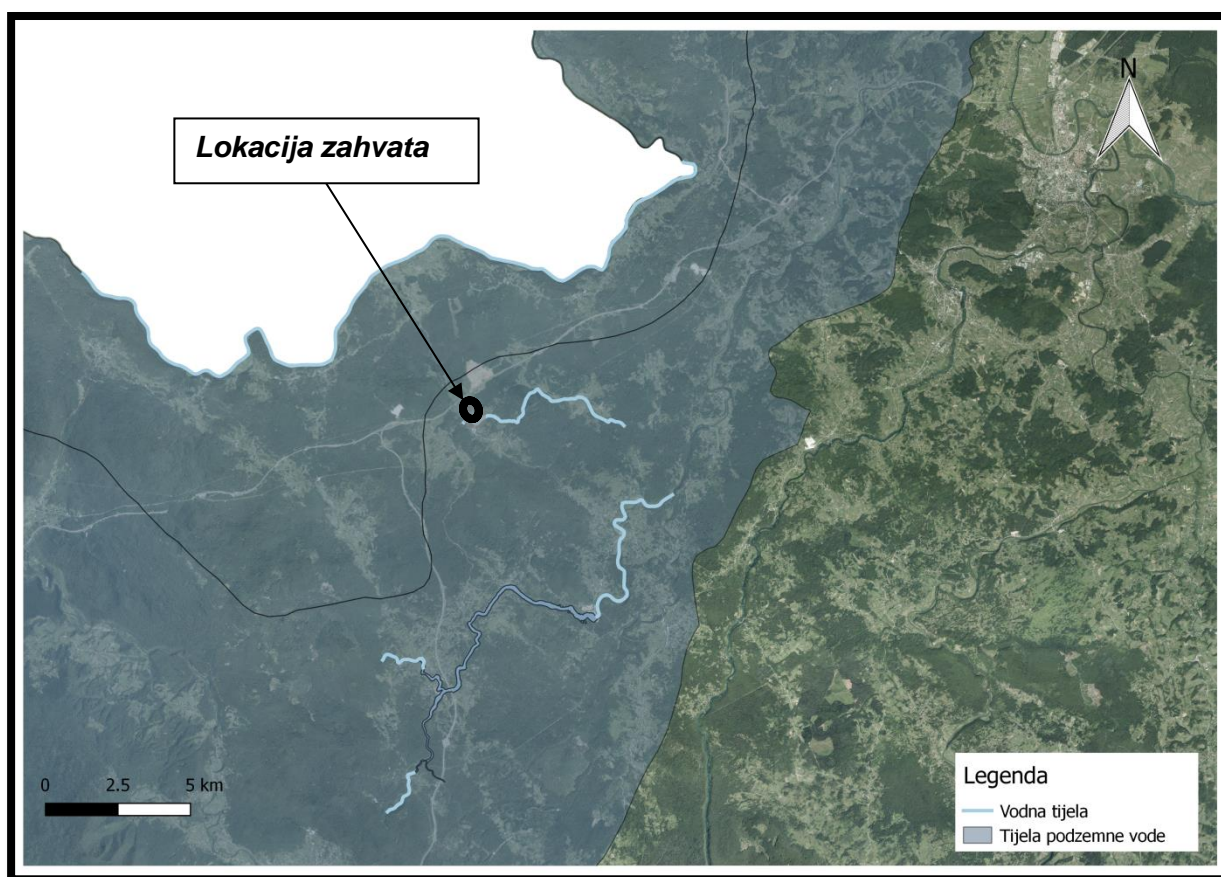 N
Lokacija zahvata
0 2.5 5 km
Legenda
Vodna tijela
Tijela podzemne vode